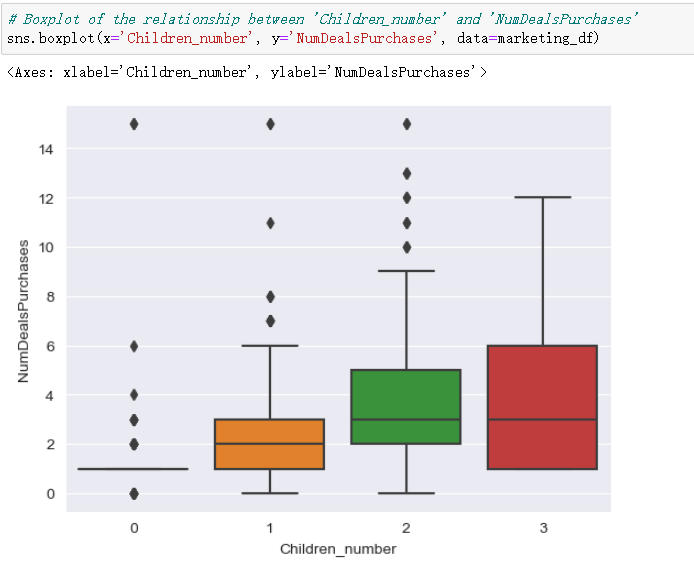 # Boxplot of the relationship between 'Children_number' and 'NumDealsPurchases'
sns.boxplot(x='Children_number', y='NumDealsPurchases', data=marketing_df)
<Axes: xlabel='Children_number', ylabel='NumDealsPurchases'>
14
12
10
8
6
4
2
0
NumDealsPurchases
0 1 2 3
Children_number